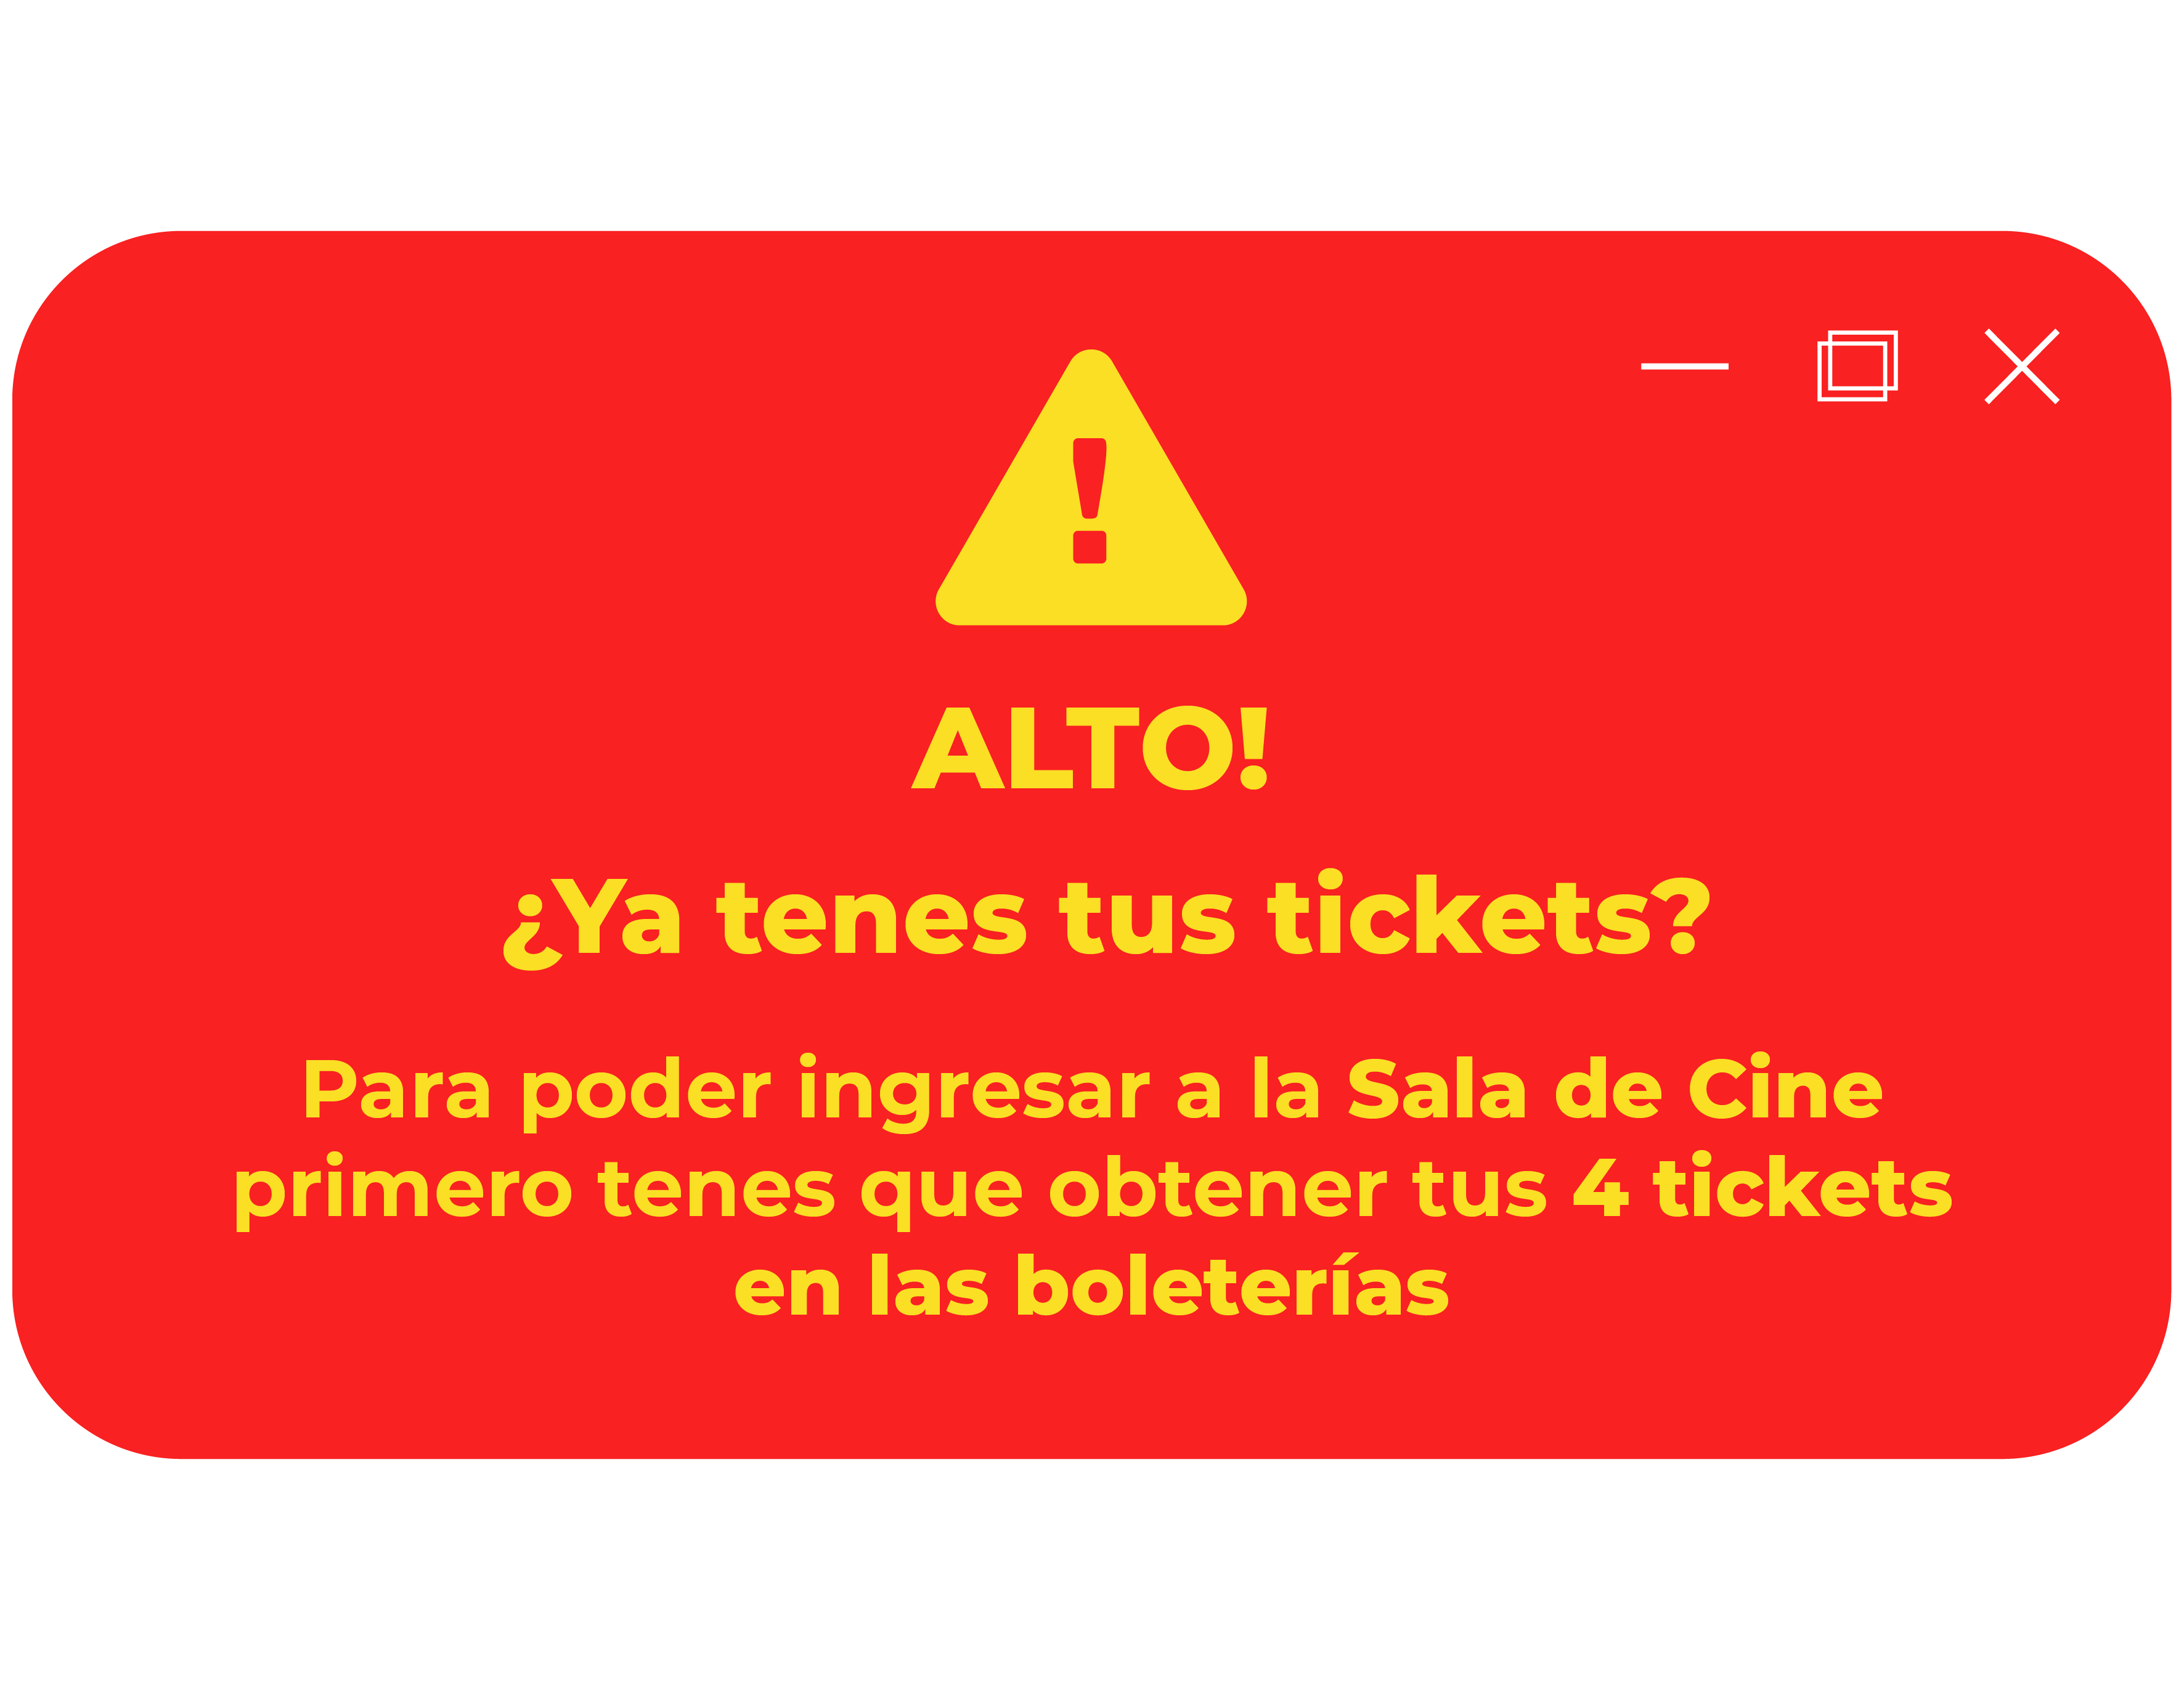 ALTO!
¿Ya tenes tus tickets?
Para poder ingresar a la Sala de Cine
primero tenes que obtener tus 4 tickets
en las boleterías